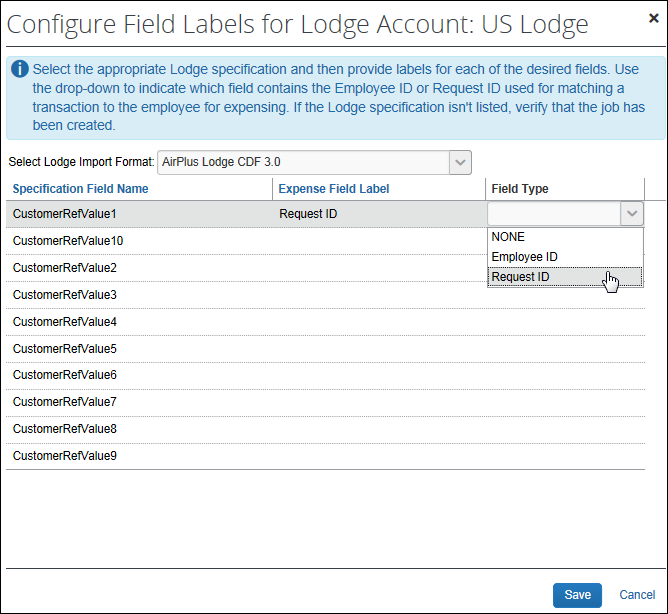 Configure Field Labels for Lodge Account: US Lodge
Select the appropriate Lodge specification and then provide labels for each of the desired fields. Use
the drop-down to indicate which field contains the Employee ID or Request ID used for matching a
transaction to the employee for expensing. If the Lodge specification isn't listed, verify that the job has
been created.
Select Lodge Import Format: AirPlus Lodge CDF 3.0
Specification Field Name Expense Field Label Field Type
CustomerRefValue1 Request ID
NONE
CustomerRefValue10
Employee ID
CustomerRefValue2
Request ID
CustomerRefValue3
CustomerRefValue4
CustomerRefValue5
CustomerRefValue6
CustomerRefValue7
CustomerRefValue8
CustomerRefValue9
Save Cancel